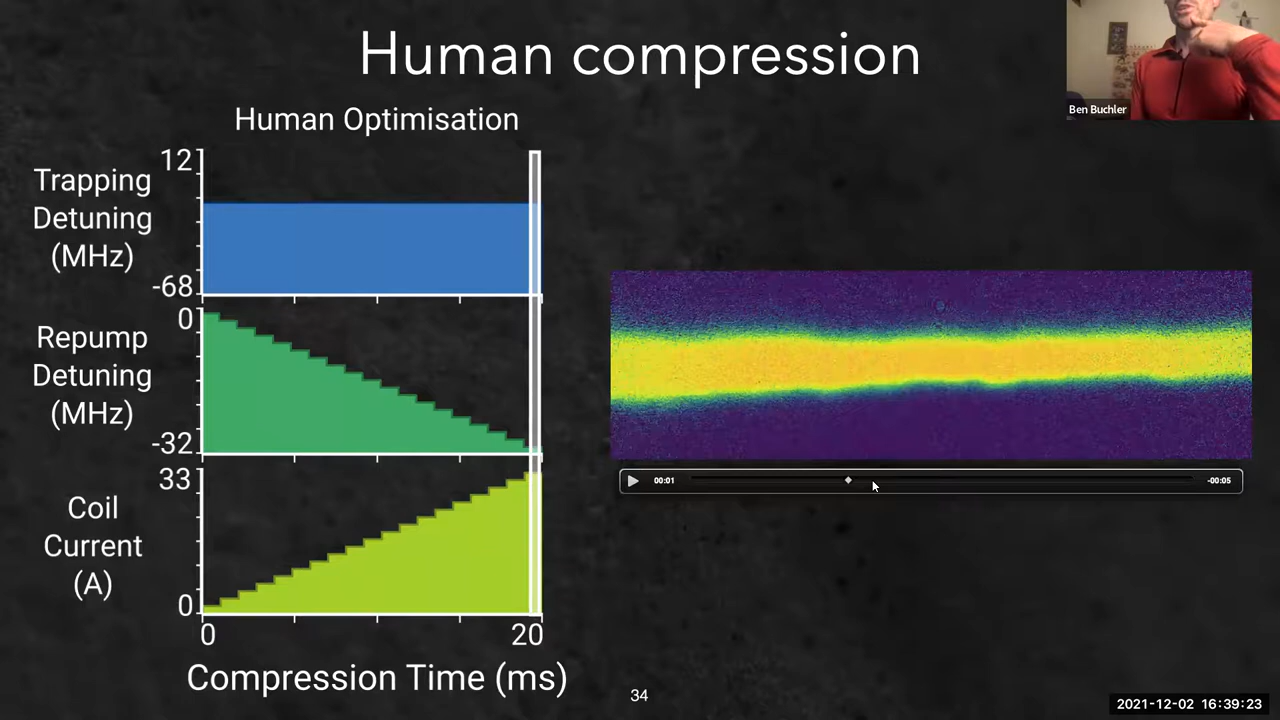 Human compression
Ben Buchler
Human Optimisation
Trapping
Detuning
(MHz)
12
-68
Repump
Detuning
(MHz)
0
-32
Coil
Current
(A)
33
0
0
20
Compression Time (ms)
00:01
-00:05
34
2021-12-02 16:39:23